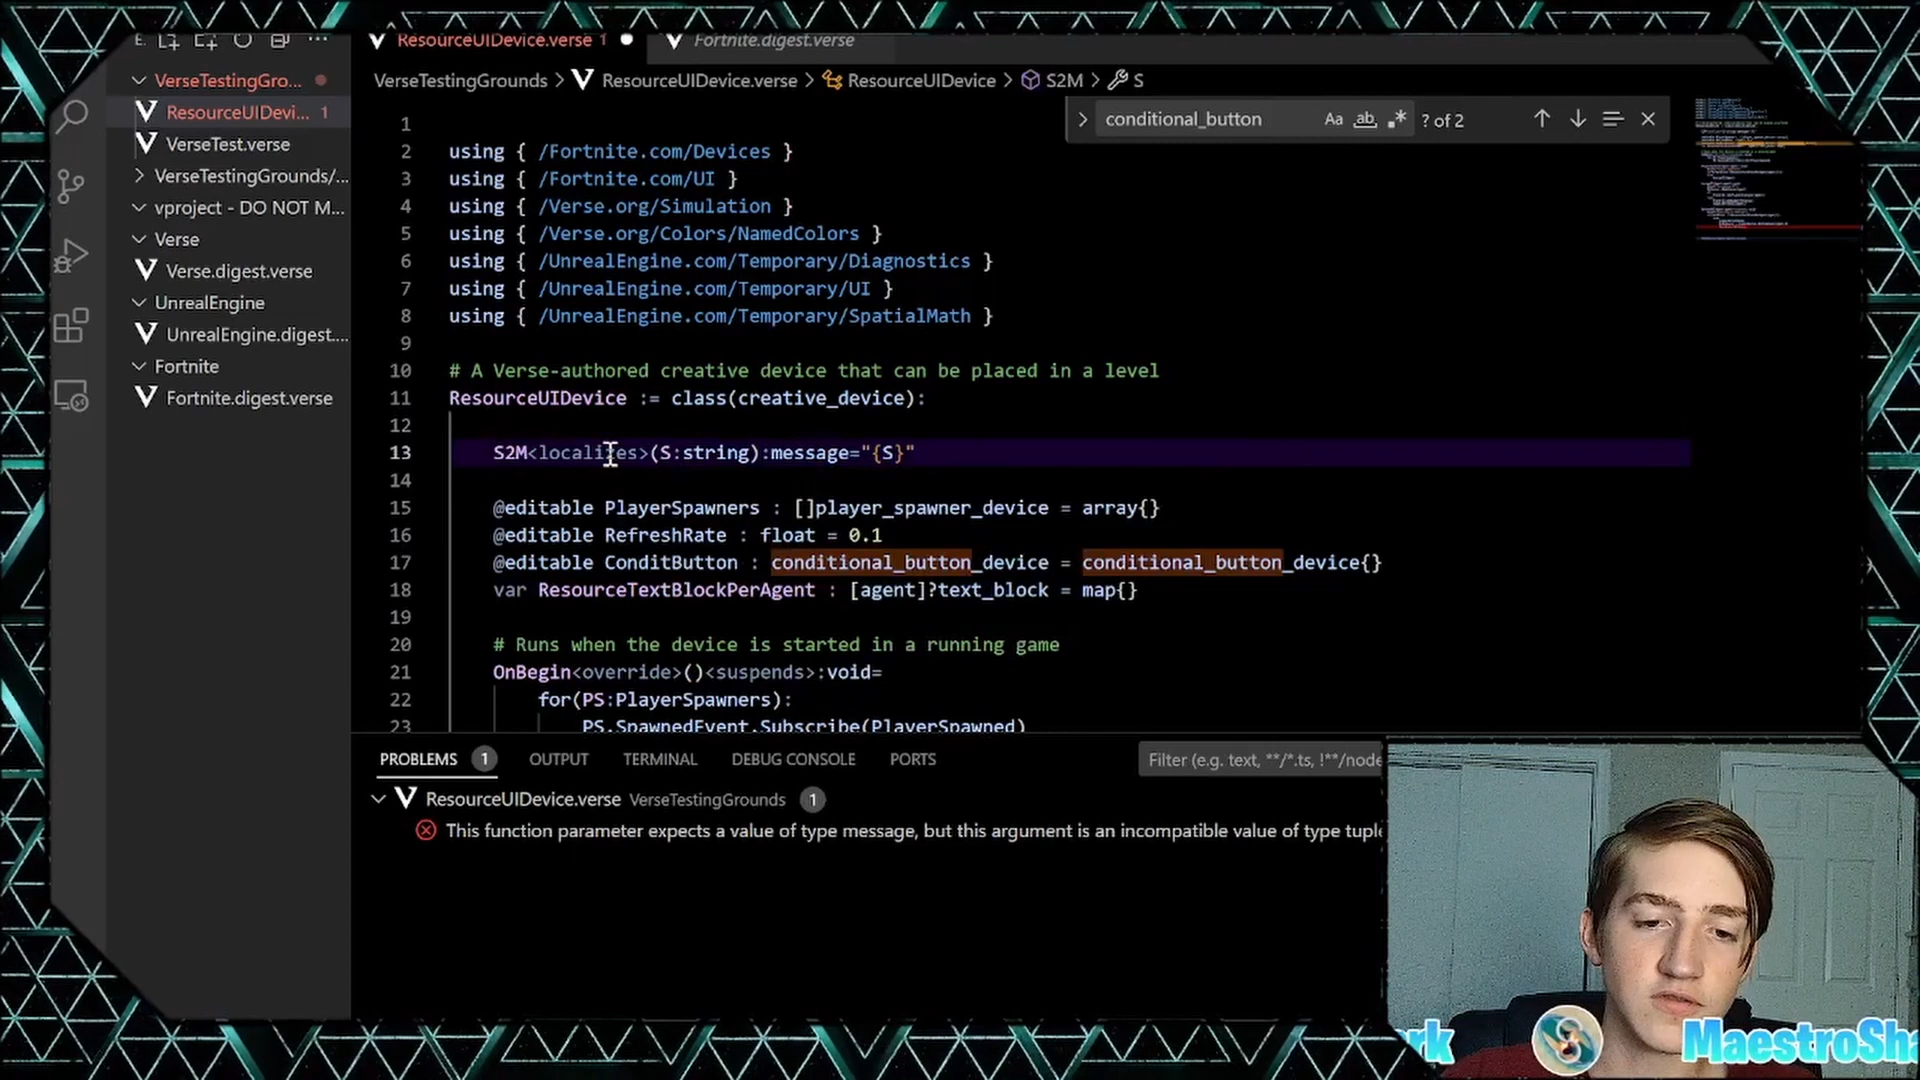 E. ...
VerseTestingGro...
ResourceUIDevi... 1
VerseTest.verse
VerseTestingGrounds/...
vproject - DO NOT M...
Verse
Verse.digest.verse
UnrealEngine
UnrealEngine.digest....
Fortnite
Fortnite.digest.verse
ResourceUIDevice.verse 1
Fortnite.digest.verse
VerseTestingGrounds > ResourceUIDevice.verse > ResourceUIDevice > S2M > S
conditional_button Aa ab .* ? of 2
1
2 using { /Fortnite.com/Devices }
3 using { /Fortnite.com/UI }
4 using { /Verse.org/Simulation }
5 using { /Verse.org/Colors/NamedColors }
6 using { /UnrealEngine.com/Temporary/Diagnostics }
7 using { /UnrealEngine.com/Temporary/UI }
8 using { /UnrealEngine.com/Temporary/SpatialMath }
9
10 # A Verse-authored creative device that can be placed in a level
11 ResourceUIDevice := class(creative_device):
12
13 S2M<localizes>(S:string):message="{S}"
14
15 @editable PlayerSpawners : []player_spawner_device = array{}
16 @editable RefreshRate : float = 0.1
17 @editable ConditButton : conditional_button_device = conditional_button_device{}
18 var ResourceTextBlockPerAgent : [agent]?text_block = map{}
19
20 # Runs when the device is started in a running game
21 OnBegin<override>()<suspends>:void=
22 for(PS:PlayerSpawners):
23 PS.SpawnedEvent.Subscribe(PlayerSpawned)
PROBLEMS 1 OUTPUT TERMINAL DEBUG CONSOLE PORTS Filter (e.g. text, **/*.ts, !**/node
ResourceUIDevice.verse VerseTestingGrounds 1
This function parameter expects a value of type message, but this argument is an incompatible value of type tuple
rk MaestroSha